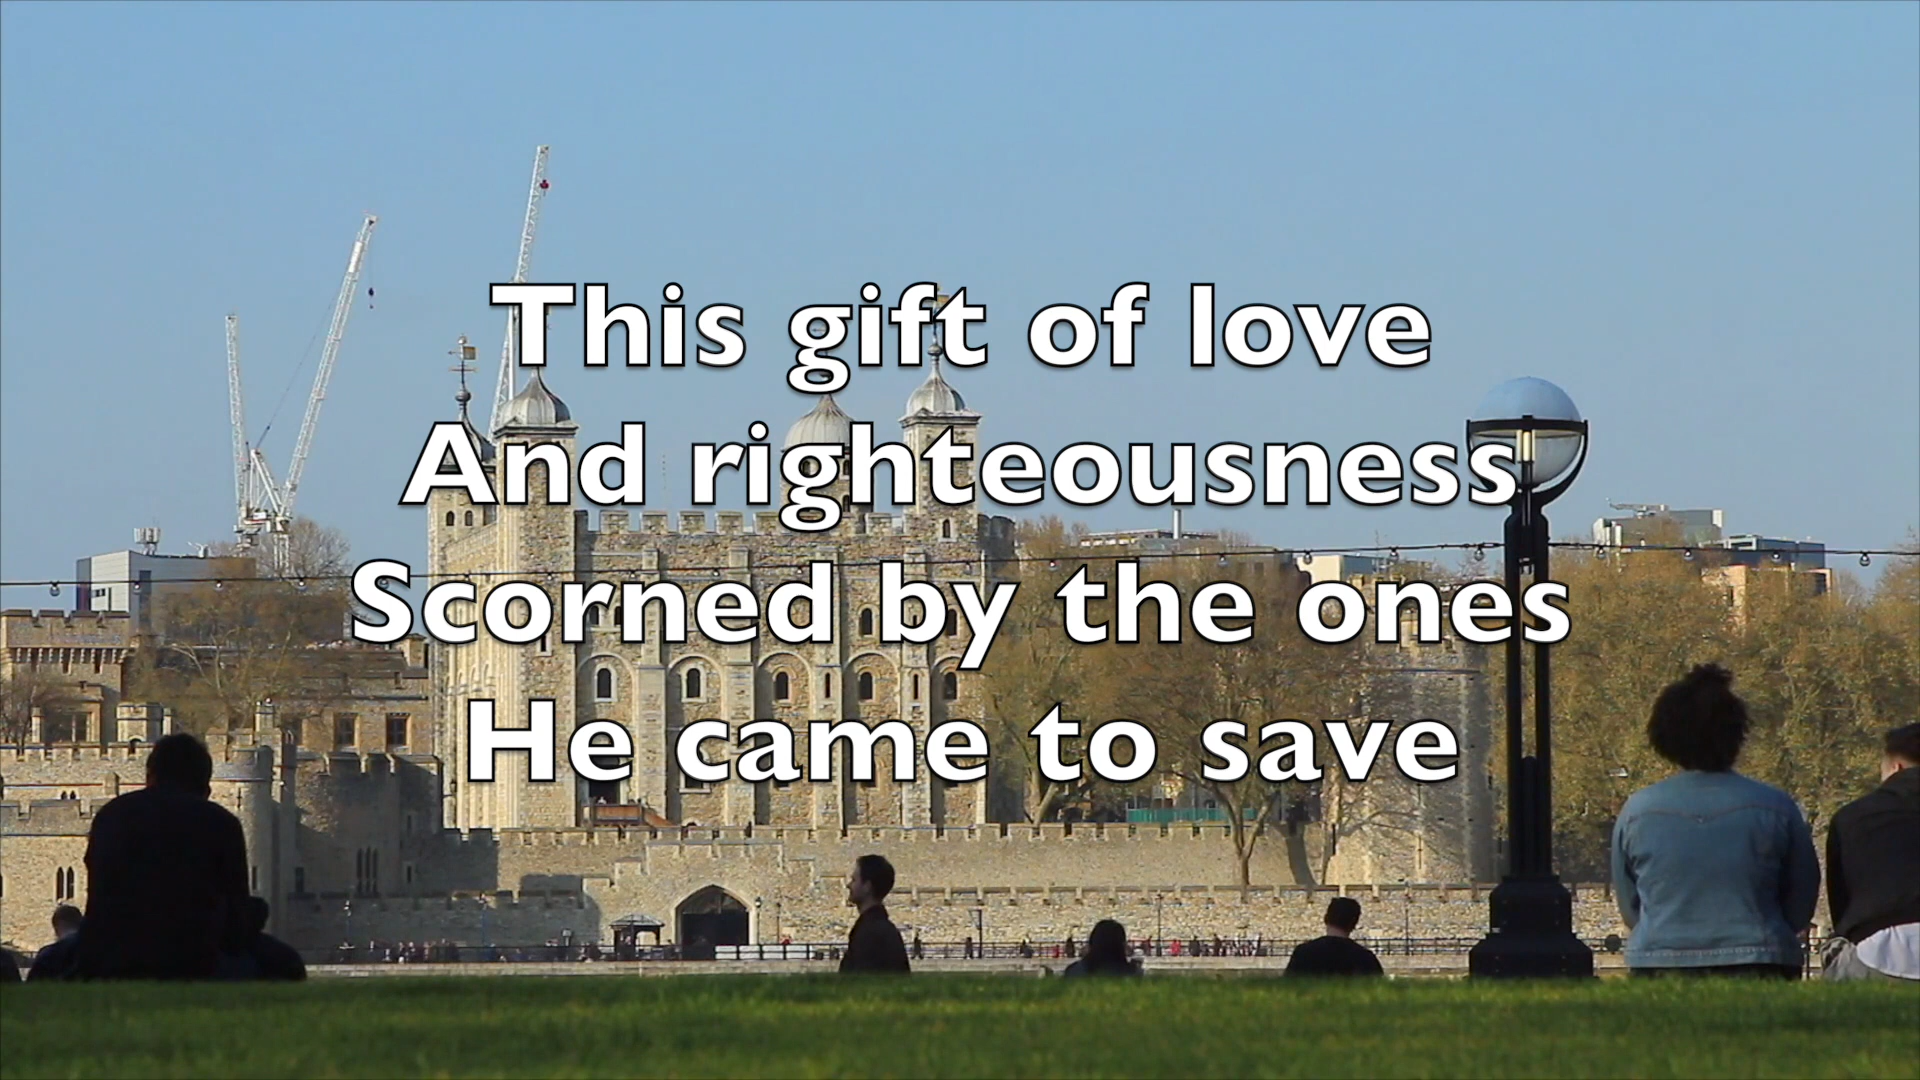 This gift of love
And righteousness
Scorned by the ones
He came to save